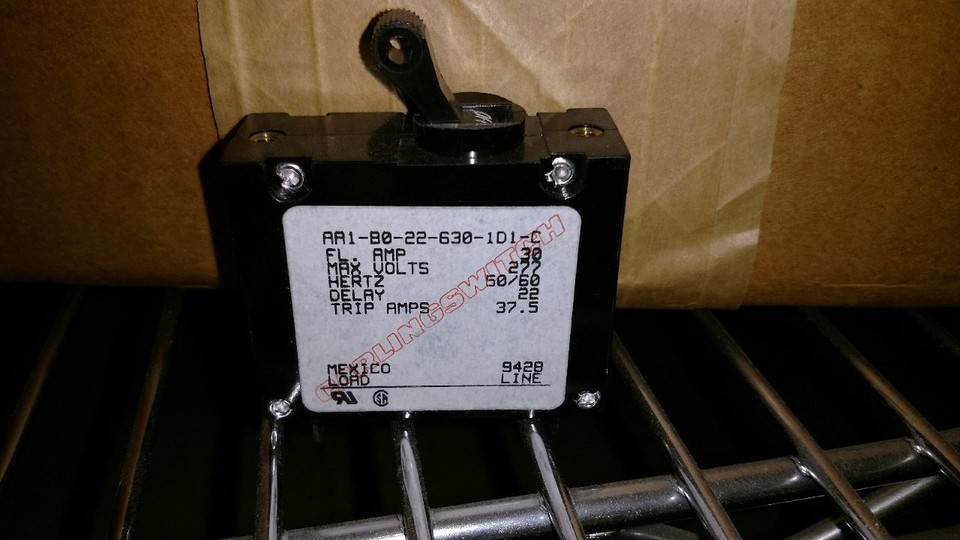 AA1-B0-22-630-1D1-C
FL. AMP 30
MAX VOLTS 277
HERTZ 50/60
DELAY 22
TRIP AMPS 37.5
CARLINGSWITCH
MEXICO 9428
LOAD LINE